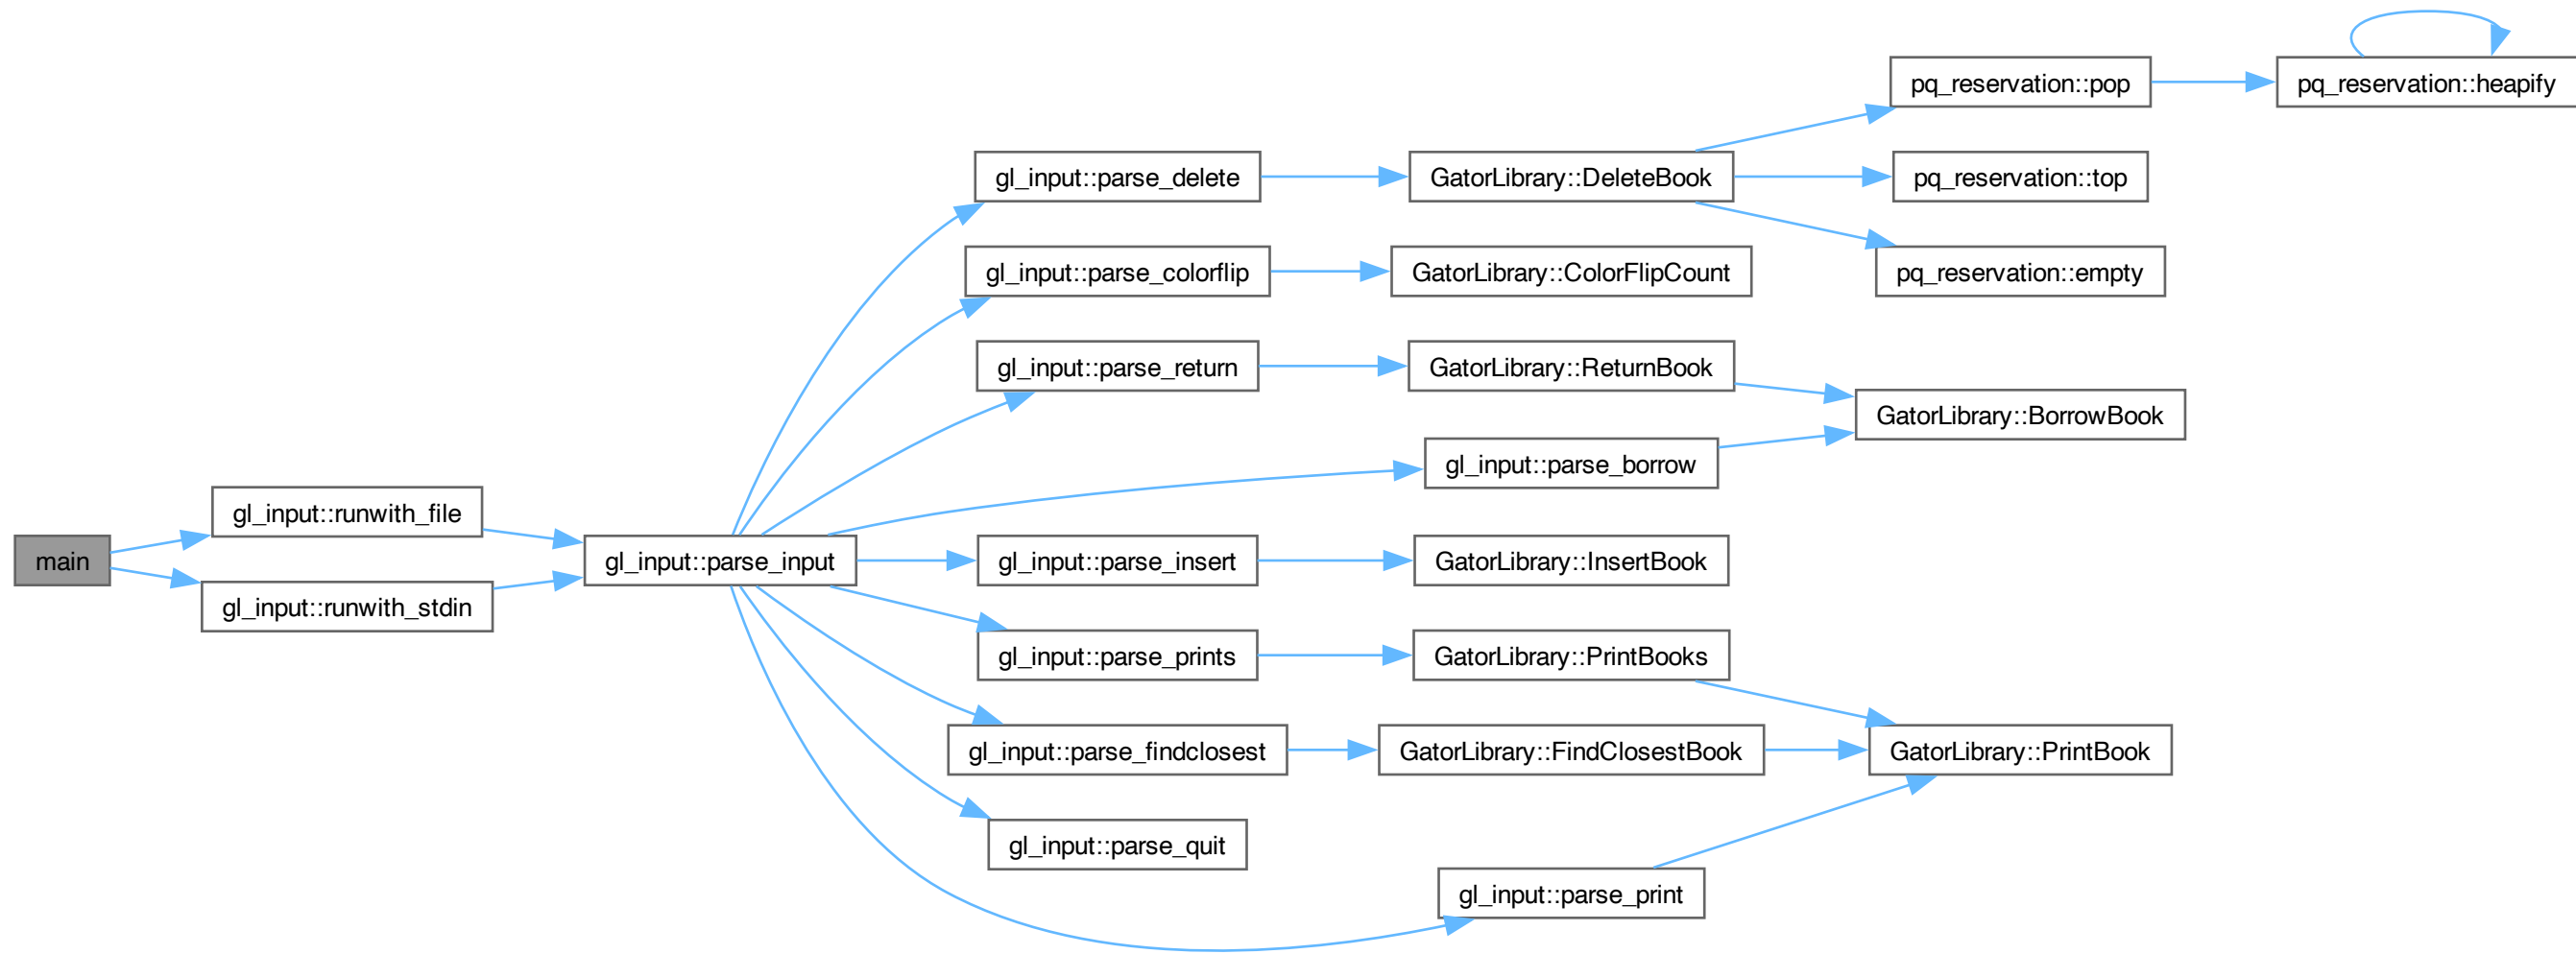 main
gl_input::runwith_file
gl_input::runwith_stdin
gl_input::parse_input
gl_input::parse_delete
gl_input::parse_colorflip
gl_input::parse_return
gl_input::parse_borrow
gl_input::parse_insert
gl_input::parse_prints
gl_input::parse_findclosest
gl_input::parse_quit
gl_input::parse_print
GatorLibrary::DeleteBook
GatorLibrary::ColorFlipCount
GatorLibrary::ReturnBook
GatorLibrary::BorrowBook
GatorLibrary::InsertBook
GatorLibrary::PrintBooks
GatorLibrary::FindClosestBook
GatorLibrary::PrintBook
pq_reservation::pop
pq_reservation::top
pq_reservation::empty
pq_reservation::heapify